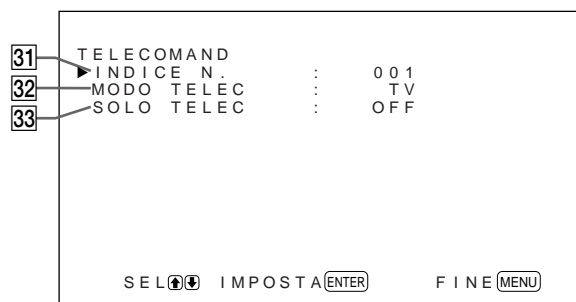 TELECOMAND
31 ▶INDICE N. : 001
32 MODO TELEC : TV
33 SOLO TELEC : OFF
SEL⬆⬇ IMPOSTA ENTER FINE MENU